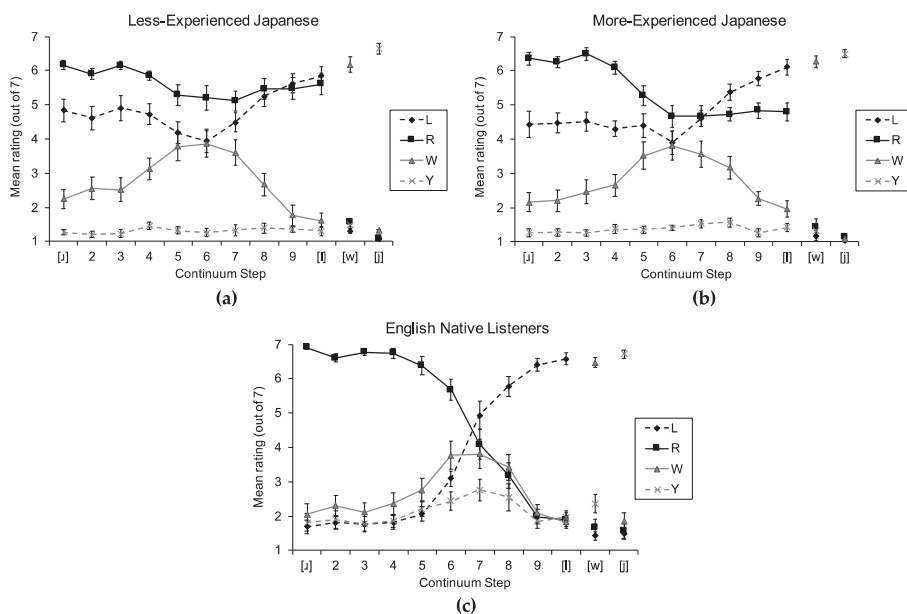 Less-Experienced Japanese
Mean rating (out of 7)
7
6
5
4
3
2
1
[ɹ] 2 3 4 5 6 7 8 9 [l] [w] [j]
Continuum Step
L
R
W
Y
(a)
More-Experienced Japanese
Mean rating (out of 7)
7
6
5
4
3
2
1
[ɹ] 2 3 4 5 6 7 8 9 [l] [w] [j]
Continuum Step
L
R
W
Y
(b)
English Native Listeners
Mean rating (out of 7)
7
6
5
4
3
2
1
[ɹ] 2 3 4 5 6 7 8 9 [l] [w] [j]
Continuum Step
L
R
W
Y
(c)